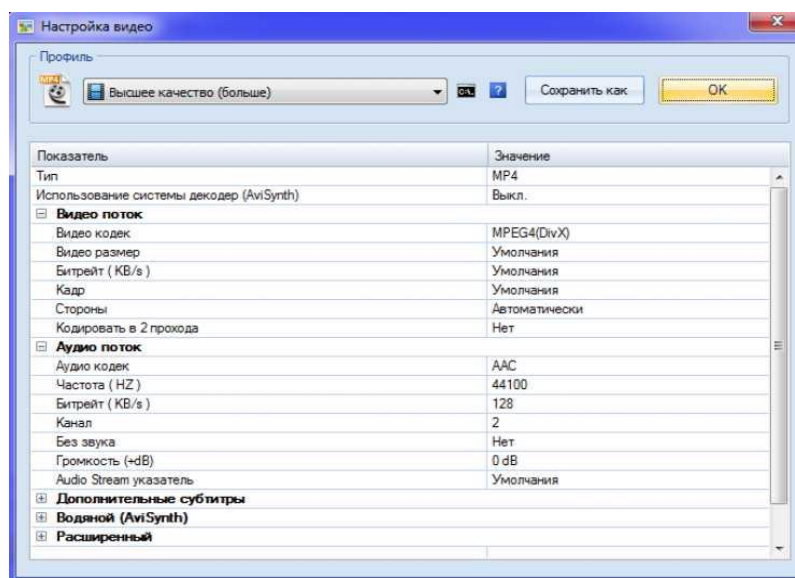 Настройка видео
Профиль
MP4
Высшее качество (больше)
C:\.
?
Сохранить как
OK
Показатель Значение
Тип MP4
Использование системы декодер (AviSynth) Выкл.
Видео поток
Видео кодек MPEG4(DivX)
Видео размер Умолчания
Битрейт ( KB/s ) Умолчания
Кадр Умолчания
Стороны Автоматически
Кодировать в 2 прохода Нет
Аудио поток
Аудио кодек AAC
Частота ( HZ ) 44100
Битрейт ( KB/s ) 128
Канал 2
Без звука Нет
Громкость (+dB) 0 dB
Audio Stream указатель Умолчания
Дополнительные субтитры
Водяной (AviSynth)
Расширенный